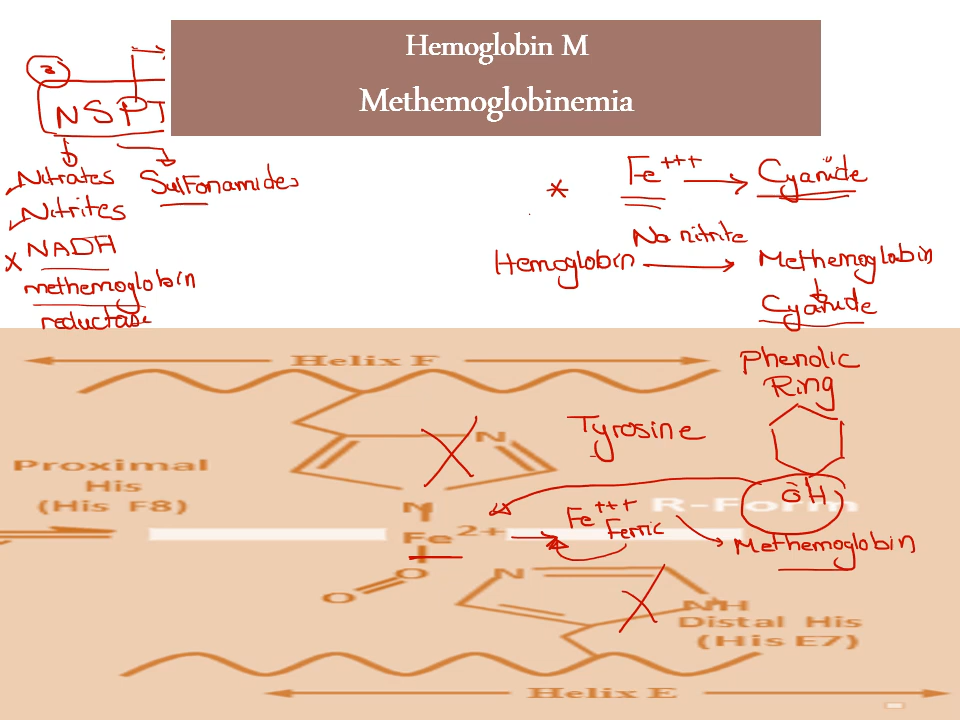 Hemoglobin M
Methemoglobinemia
NSPT
Nitrates
Nitrites
NADH
methemoglobin
reductase
Sulfonamides
* Fe+++ → Cyanide
Hemoglobin Na nitrite → Methemoglobin
Cyanide
Helix F
Phenolic
Ring
Tyrosine
N
Proximal
His
(His F8)
OH
R-Form
N
Fe2+
Fe+++
Ferric
Methemoglobin
O
O
N
NH
Distal His
(His E7)
Helix E